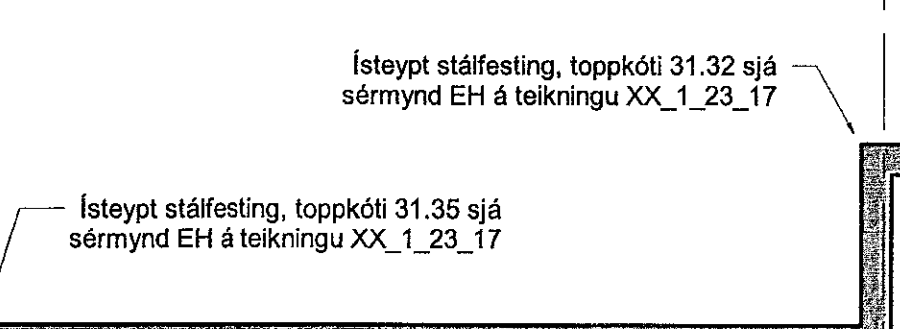 Ísteypt stálfesting, toppkóti 31.32 sjá
sérmynd EH á teikningu XX_1_23_17
Ísteypt stálfesting, toppkóti 31.35 sjá
sérmynd EH á teikningu XX_1_23_17